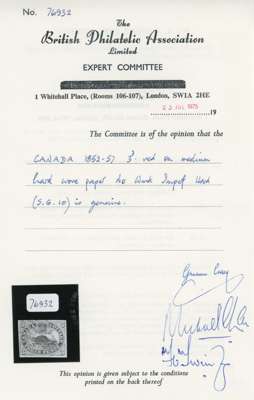 No. 76932
The
British Philatelic Association
Limited
EXPERT COMMITTEE
1 Whitehall Place, (Rooms 106-107), London, SW1A 2HE
1975
19
The Committee is of the opinion that the
CANADA 1852-57 3d red on medium
hard wove paper No Wmk Imperf Used
(S.G. 10) is genuine.
76932
This opinion is given subject to the conditions
printed on the back thereof